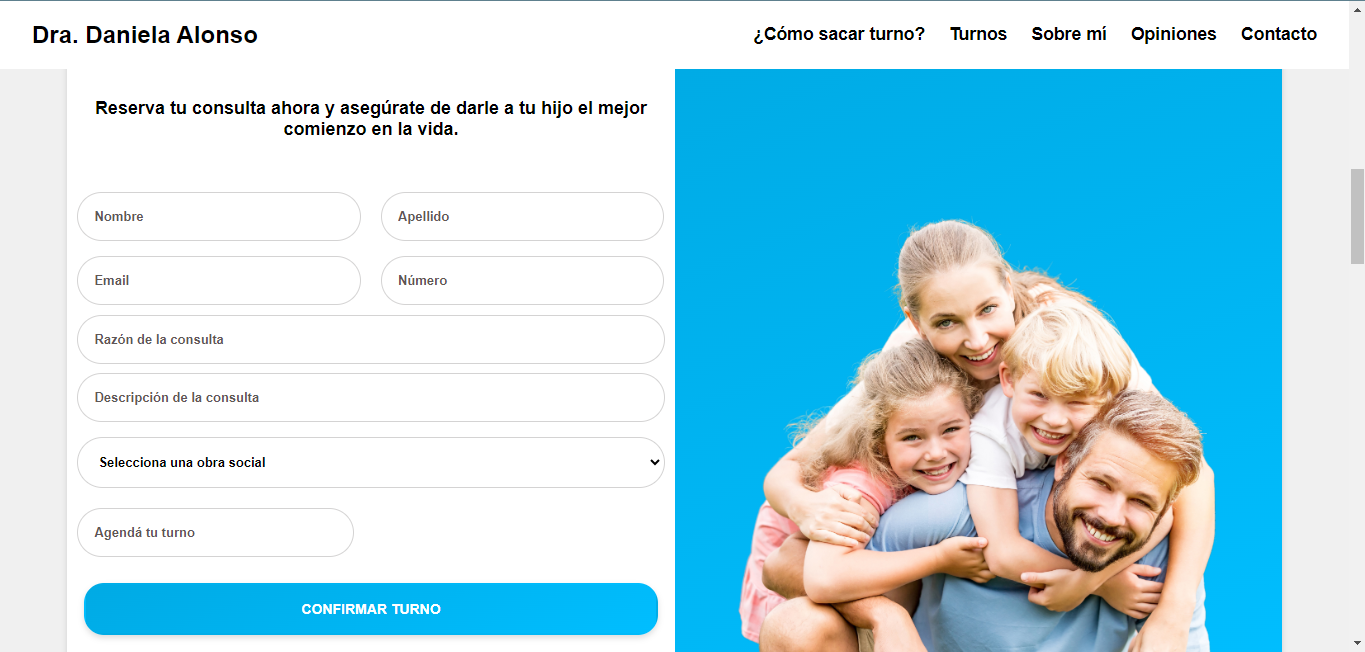 Dra. Daniela Alonso
¿Cómo sacar turno?
Turnos
Sobre mí
Opiniones
Contacto
Reserva tu consulta ahora y asegúrate de darle a tu hijo el mejor
comienzo en la vida.
Nombre
Apellido
Email
Número
Razón de la consulta
Descripción de la consulta
Selecciona una obra social
Agendá tu turno
CONFIRMAR TURNO